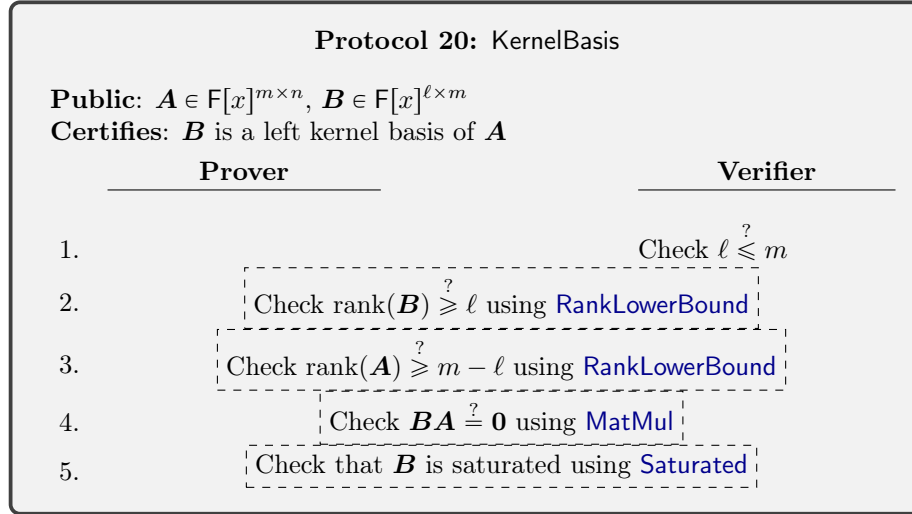 Protocol 20: KernelBasis
Public: A ∈ F[x]^{m×n}, B ∈ F[x]^{ℓ×m}
Certifies: B is a left kernel basis of A
Prover Verifier
1. Check ℓ ⩽? m
2. Check rank(B) ⩾? ℓ using RankLowerBound
3. Check rank(A) ⩾? m − ℓ using RankLowerBound
4. Check BA =? 0 using MatMul
5. Check that B is saturated using Saturated